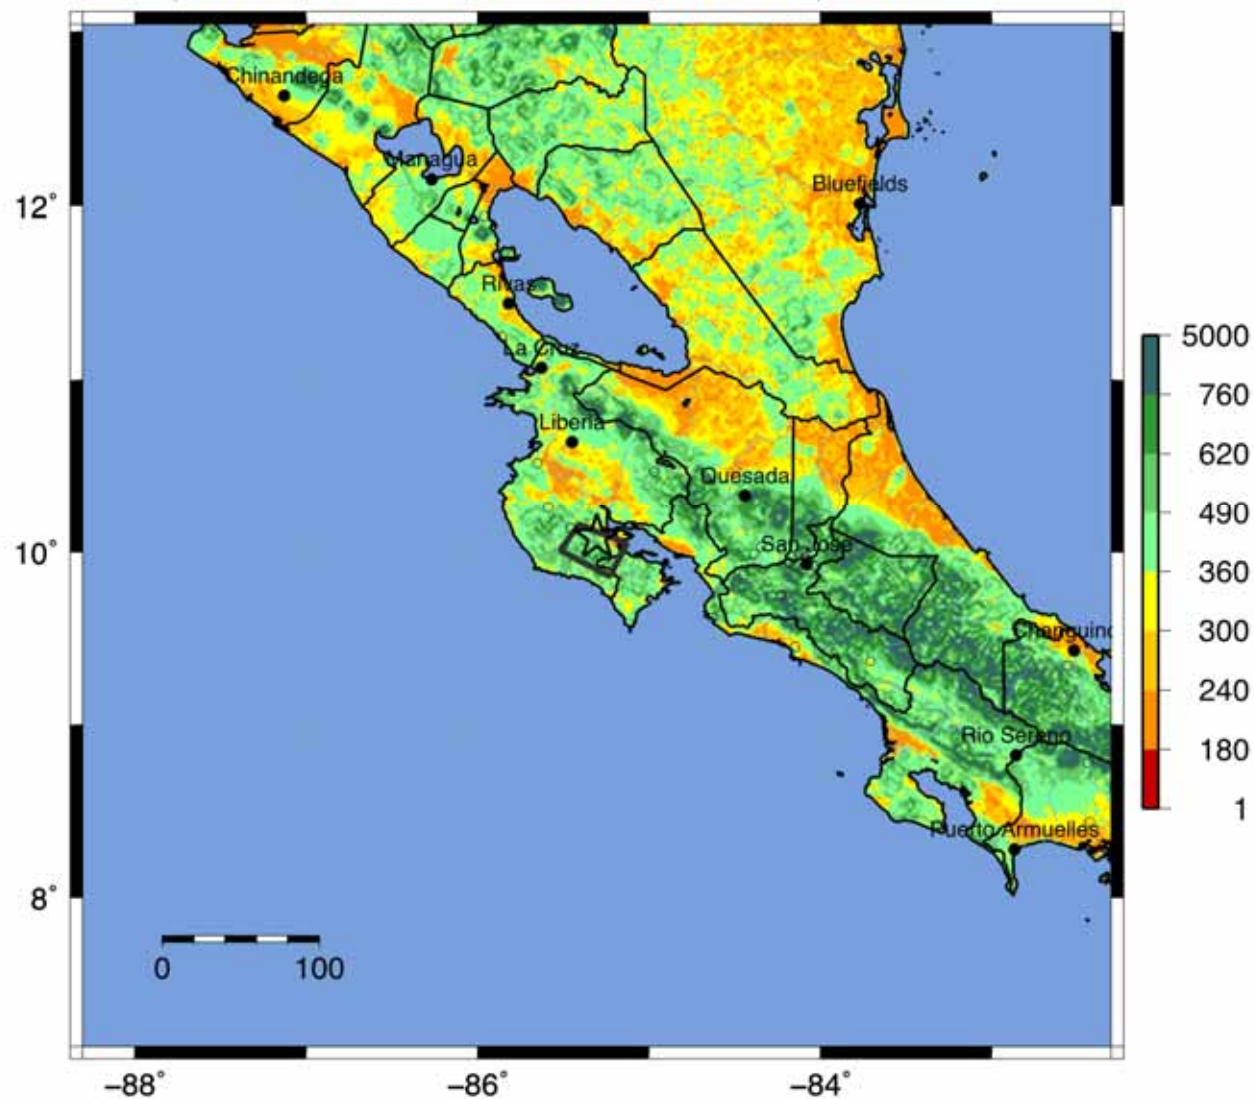 Chinandega
Managua
12°
Bluefields
Rivas
La Cruz
5000
760
Liberia
620
Quesada
490
10°
San Jose
360
300
Changuino
240
Rio Sereno
180
1
Puerto Armuelles
8°
0 100
−88° −86° −84°